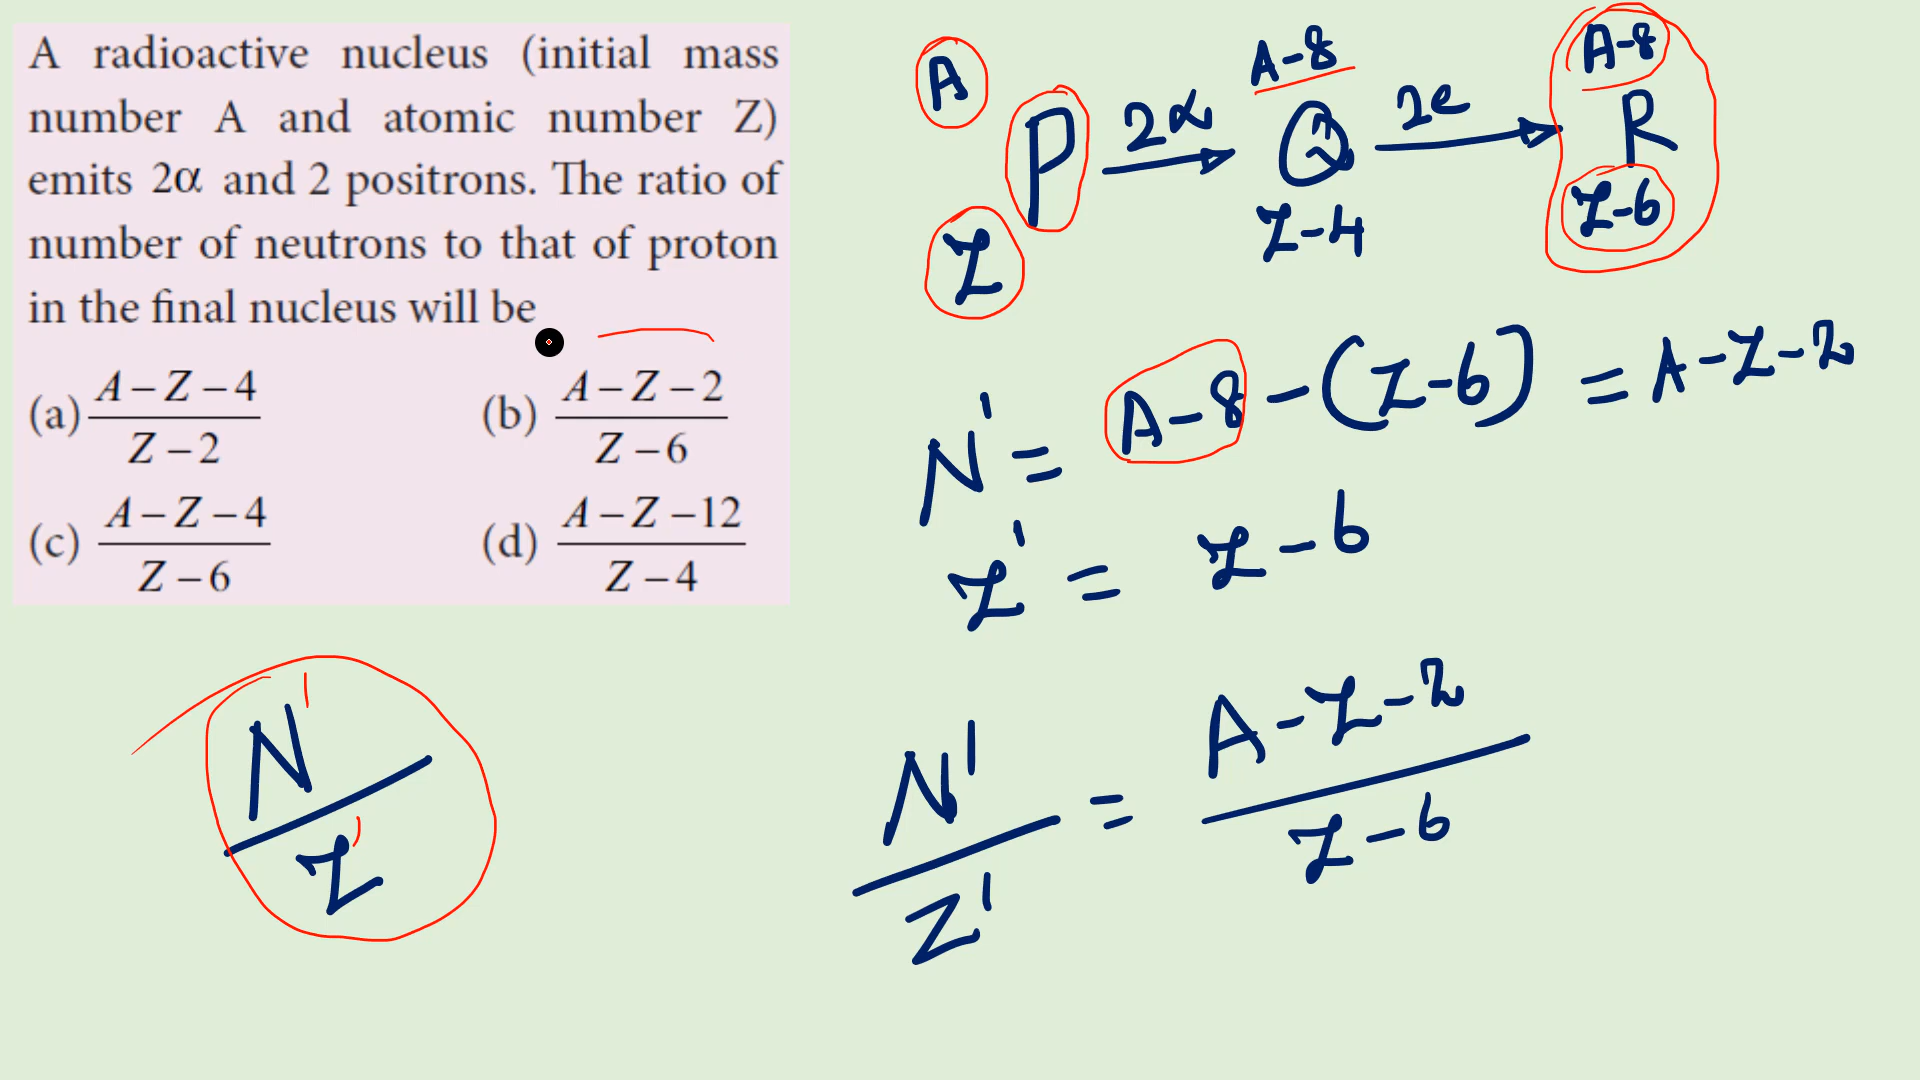 A radioactive nucleus (initial mass
number A and atomic number Z)
emits 2α and 2 positrons. The ratio of
number of neutrons to that of proton
in the final nucleus will be
(a) A – Z – 4 / Z – 2
(b) A – Z – 2 / Z – 6
(c) A – Z – 4 / Z – 6
(d) A – Z – 12 / Z – 4
A A-8 A-8
P 2α Q 2e R
Z Z-4 Z-6
N' = A-8-(Z-6) = A-Z-2
Z' = Z-6
N' / Z'
N' / Z' = A-Z-2 / Z-6